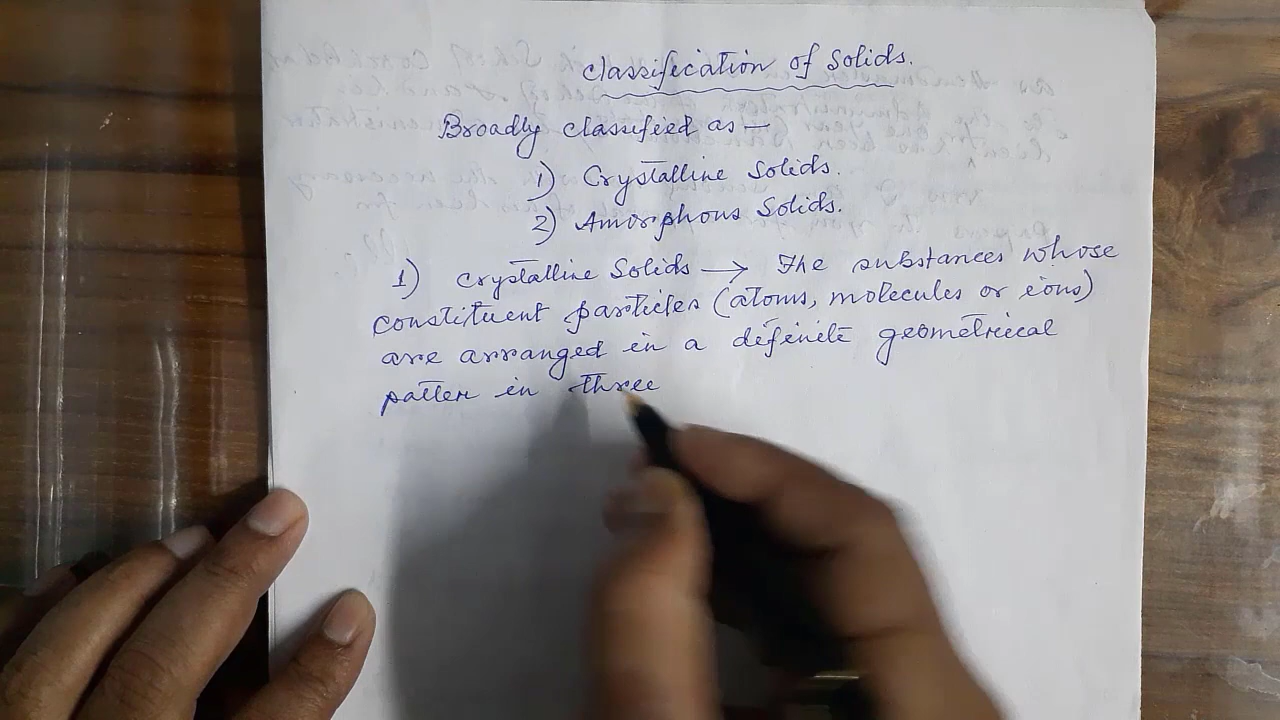 Classification of Solids.
Broadly classified as —
1) Crystalline Solids.
2) Amorphous Solids.
1) Crystalline Solids → The substances whose
constituent particles (atoms, molecules or ions)
are arranged in a definite geometrical
pattern in three